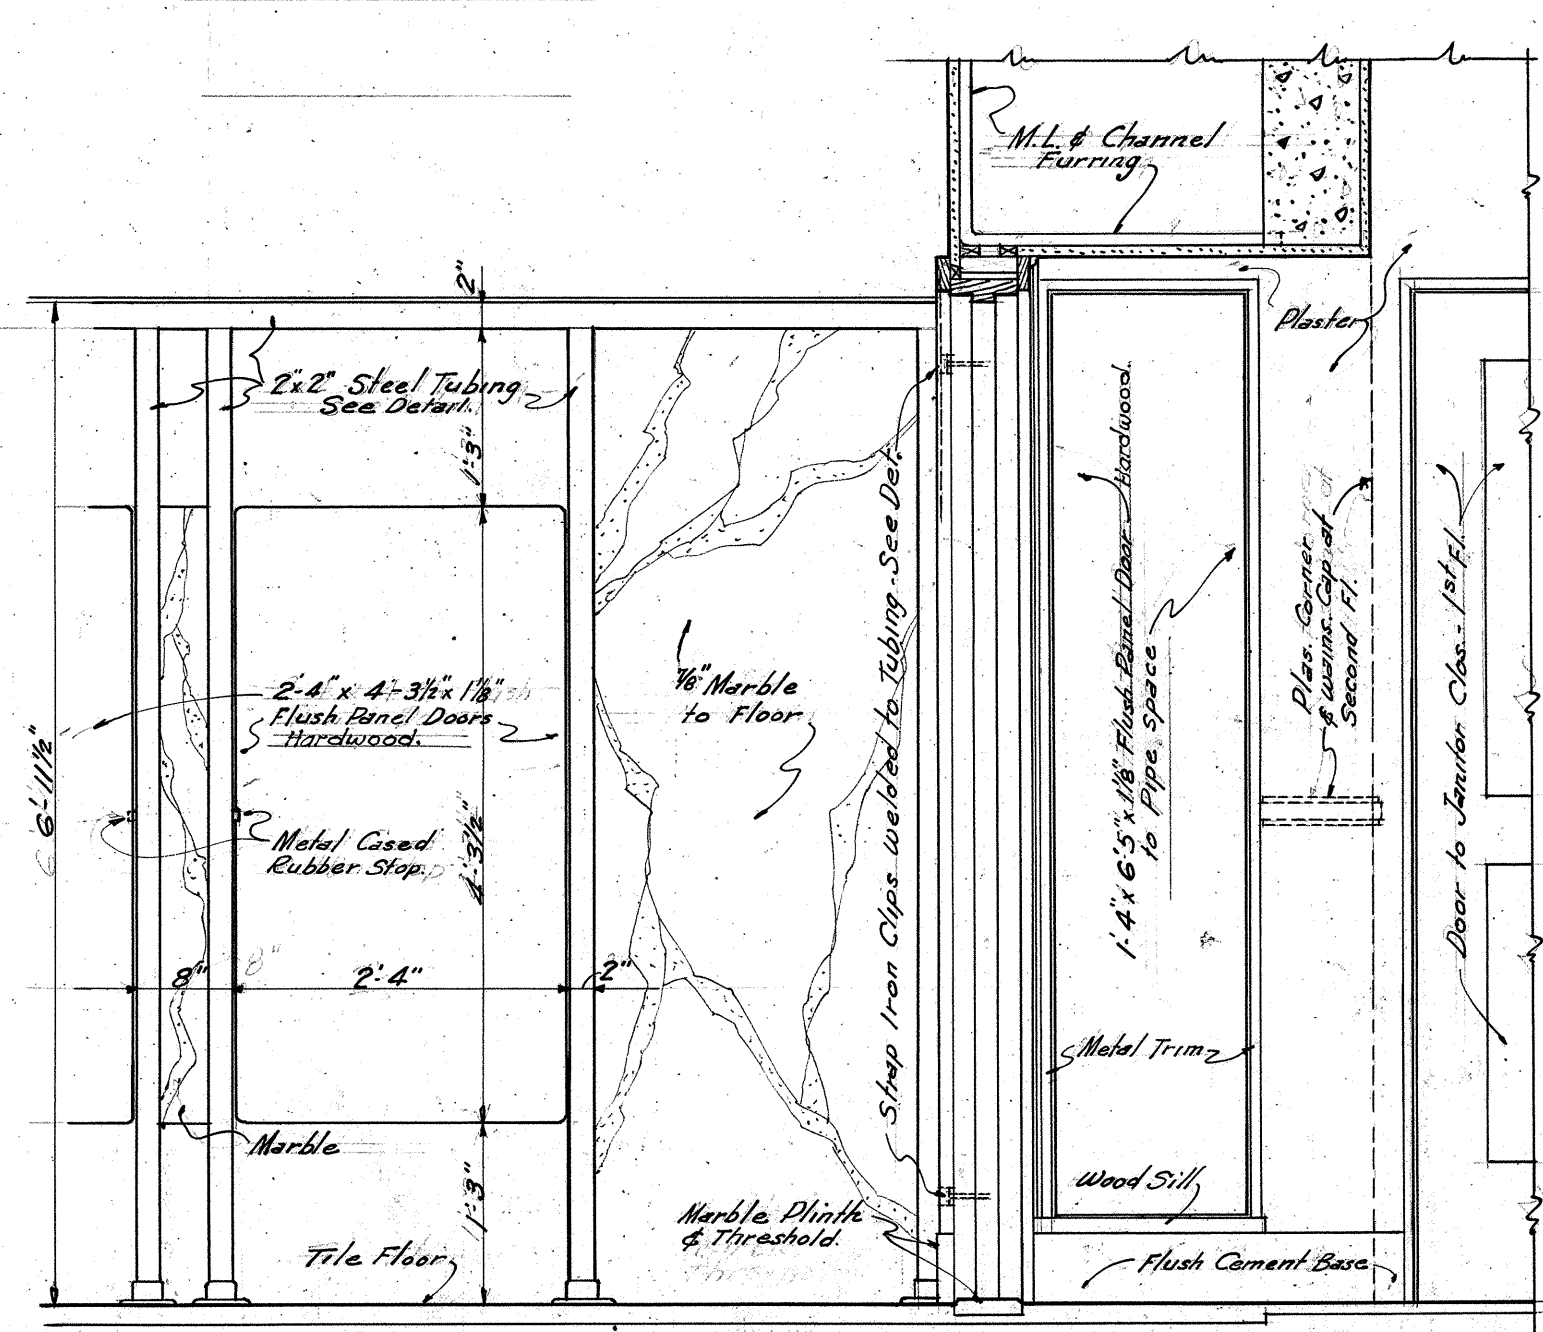 M.L. & Channel
Furring
2"
Plaster
2"x2" Steel Tubing
See Detail.
1'-3"
Strap Iron Clips welded to Tubing - See Det.
1'-4" x 6'-5" x 1 1/8" Flush Panel Door - Hardwood.
to Pipe space
Plas. Corner
& wains. Cap at
Second Fl.
Door to Janitor Clos. - 1st Fl.
2'-4" x 4'-3½" x 1⅛"
Flush Panel Doors
Hardwood.
⅞" Marble
to Floor
6'-11½"
Metal Cased
Rubber Stop.
4'-3½"
8"
2'-4"
2"
Metal Trim
Marble
Wood Sill
1'-3"
Marble Plinth
& Threshold.
Tile Floor
Flush Cement Base